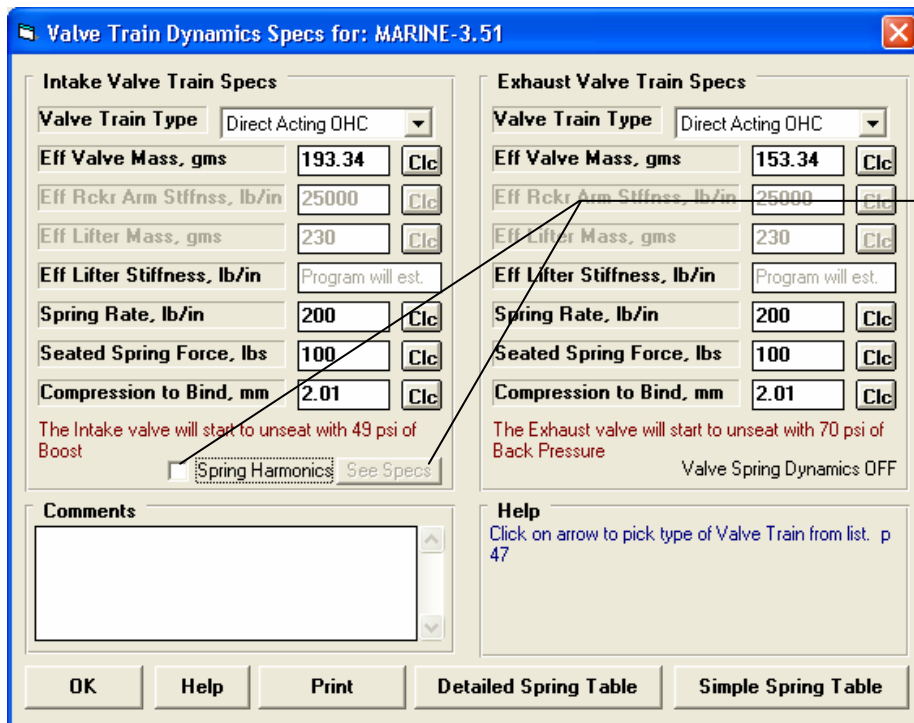 Valve Train Dynamics Specs for: MARINE-3.51
Intake Valve Train Specs
Valve Train Type Direct Acting OHC
Eff Valve Mass, gms 193.34 Clc
Eff Rckr Arm Stffnss, lb/in 25000 Clc
Eff Lifter Mass, gms 230 Clc
Eff Lifter Stiffness, lb/in Program will est.
Spring Rate, lb/in 200 Clc
Seated Spring Force, lbs 100 Clc
Compression to Bind, mm 2.01 Clc
The Intake valve will start to unseat with 49 psi of
Boost
Spring Harmonics See Specs
Exhaust Valve Train Specs
Valve Train Type Direct Acting OHC
Eff Valve Mass, gms 153.34 Clc
Eff Rckr Arm Stffnss, lb/in 25000 Clc
Eff Lifter Mass, gms 230 Clc
Eff Lifter Stiffness, lb/in Program will est.
Spring Rate, lb/in 200 Clc
Seated Spring Force, lbs 100 Clc
Compression to Bind, mm 2.01 Clc
The Exhaust valve will start to unseat with 70 psi of
Back Pressure
Valve Spring Dynamics OFF
Comments
Help
Click on arrow to pick type of Valve Train from list. p
47
OK Help Print Detailed Spring Table Simple Spring Table